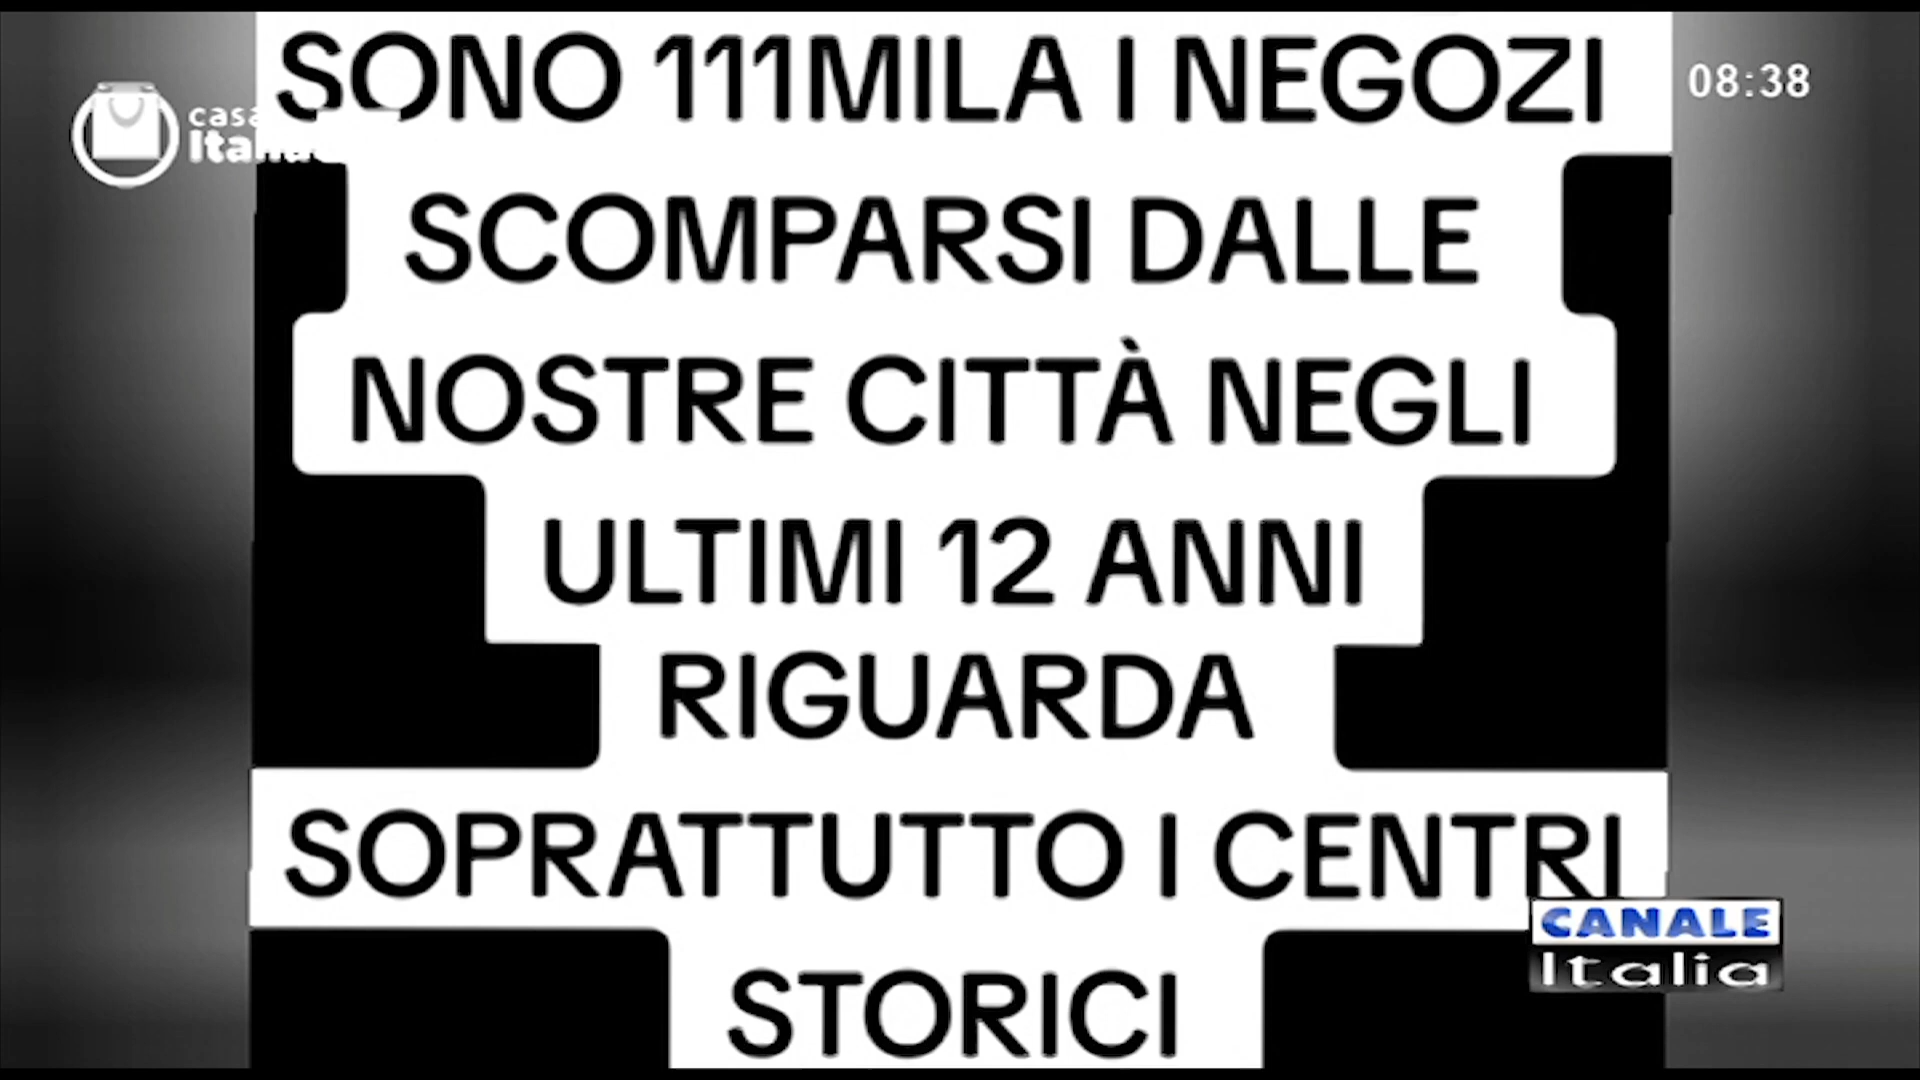 SONO 111MILA I NEGOZI
08:38
casa
SCOMPARSI DALLE
NOSTRE CITTÀ NEGLI
ULTIMI 12 ANNI
RIGUARDA
SOPRATTUTTO I CENTRI
CANALE
Italia
STORICI